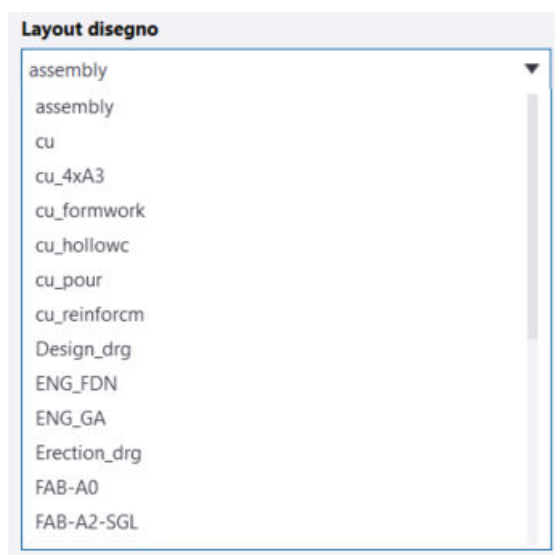 Layout disegno
assembly
assembly
cu
cu_4xA3
cu_formwork
cu_hollowc
cu_pour
cu_reinforcm
Design_drg
ENG_FDN
ENG_GA
Erection_drg
FAB-A0
FAB-A2-SGL